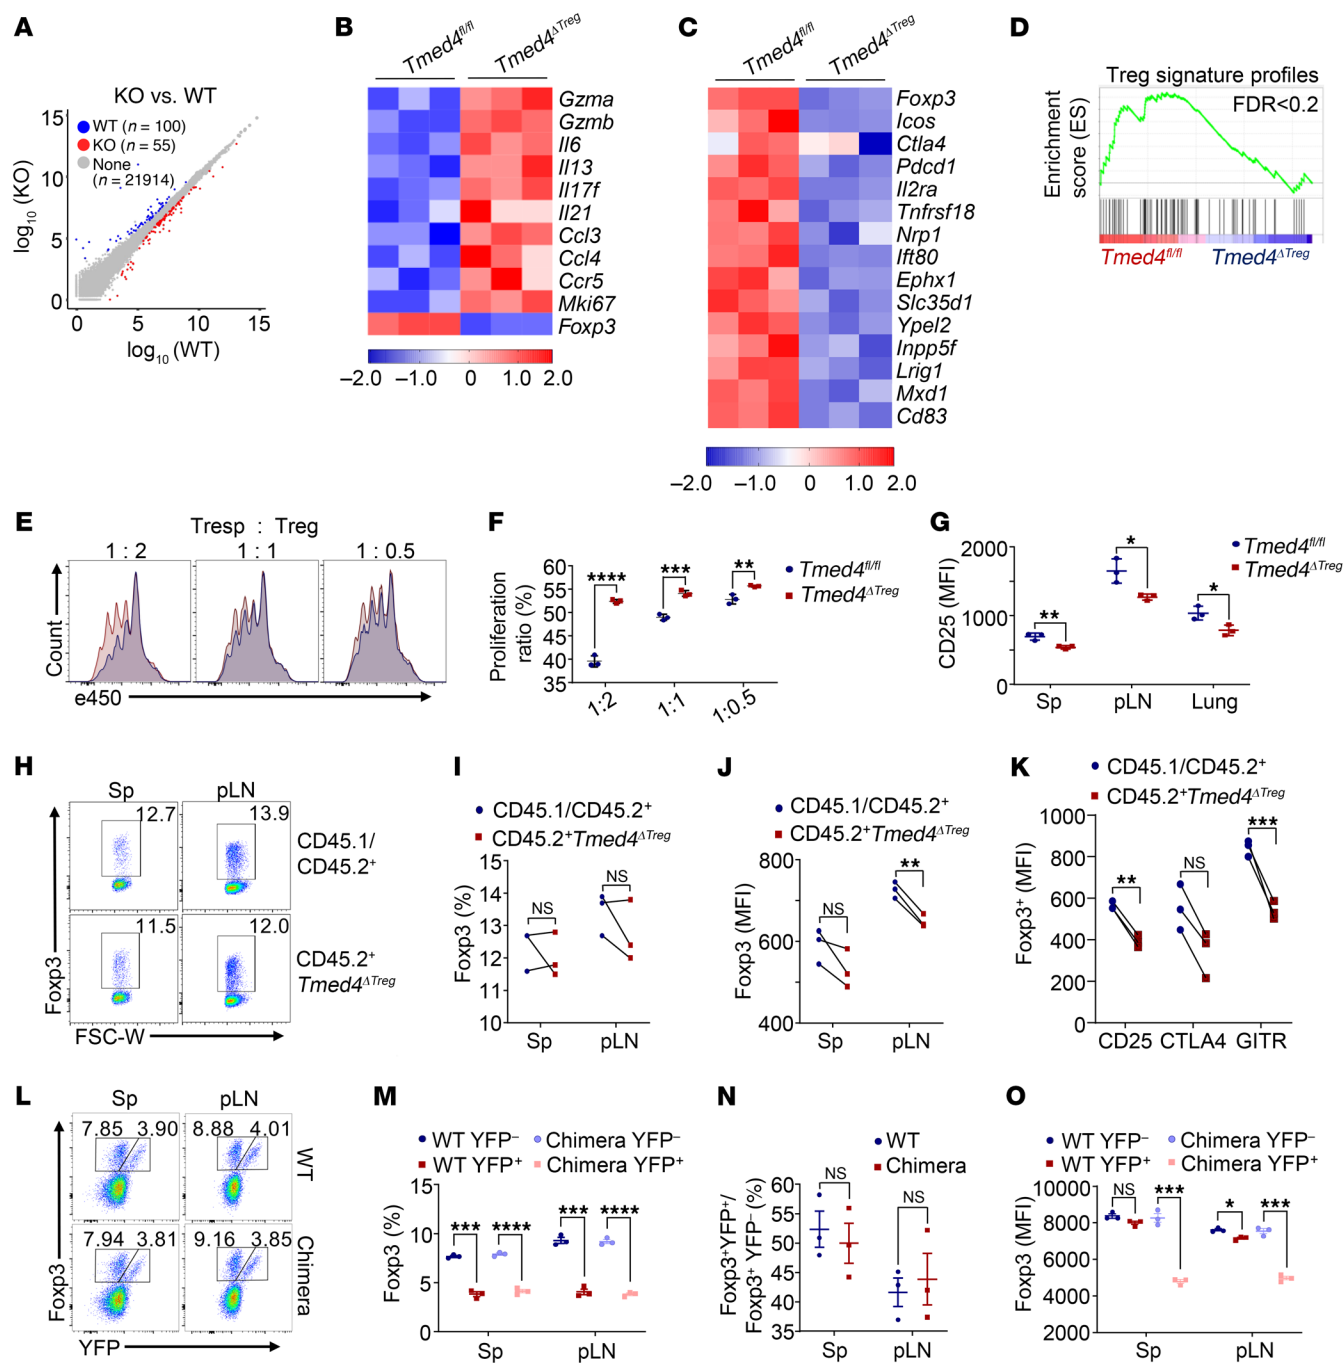 A
KO vs. WT
15
10
5
0
WT (n = 100)
KO (n = 55)
None
(n = 21914)
log10 (KO)
0 5 10 15
log10 (WT)
B
Tmed4fl/fl Tmed4ΔTreg
Gzma
Gzmb
Il6
Il13
Il17f
Il21
Ccl3
Ccl4
Ccr5
Mki67
Foxp3
–2.0 –1.0 0 1.0 2.0
C
Tmed4fl/fl Tmed4ΔTreg
Foxp3
Icos
Ctla4
Pdcd1
Il2ra
Tnfrsf18
Nrp1
Ift80
Ephx1
Slc35d1
Ypel2
Inpp5f
Lrig1
Mxd1
Cd83
–2.0 –1.0 0 1.0 2.0
D
Treg signature profiles
FDR<0.2
Enrichment
score (ES)
Tmed4fl/fl Tmed4ΔTreg
E
Tresp : Treg
1 : 2 1 : 1 1 : 0.5
Count
e450
F
Tmed4fl/fl
Tmed4ΔTreg
Proliferation
ratio (%)
60
55
50
45
40
35
**** *** **
1:2 1:1 1:0.5
G
Tmed4fl/fl
Tmed4ΔTreg
CD25 (MFI)
2000
1000
0
** * *
Sp pLN Lung
H
Sp pLN
12.7 13.9
CD45.1/
CD45.2+
11.5 12.0
CD45.2+
Tmed4ΔTreg
Foxp3
FSC-W
I
CD45.1/CD45.2+
CD45.2+Tmed4ΔTreg
Foxp3 (%)
15
14
13
12
11
10
NS NS
Sp pLN
J
CD45.1/CD45.2+
CD45.2+Tmed4ΔTreg
Foxp3 (MFI)
800
600
400
NS **
Sp pLN
K
CD45.1/CD45.2+
CD45.2+Tmed4ΔTreg
Foxp3+ (MFI)
1000
800
600
400
200
0
** NS ***
CD25 CTLA4 GITR
L
Sp pLN
7.85 3.90 8.88 4.01
WT
7.94 3.81 9.16 3.85
Chimera
Foxp3
YFP
M
WT YFP– Chimera YFP–
WT YFP+ Chimera YFP+
Foxp3 (%)
15
10
5
0
*** **** *** ****
Sp pLN
N
WT
Chimera
Foxp3+YFP+/
Foxp3+ YFP– (%)
60
55
50
45
40
35
NS NS
Sp pLN
O
WT YFP– Chimera YFP–
WT YFP+ Chimera YFP+
Foxp3 (MFI)
10000
8000
6000
4000
2000
NS *** * ***
Sp pLN